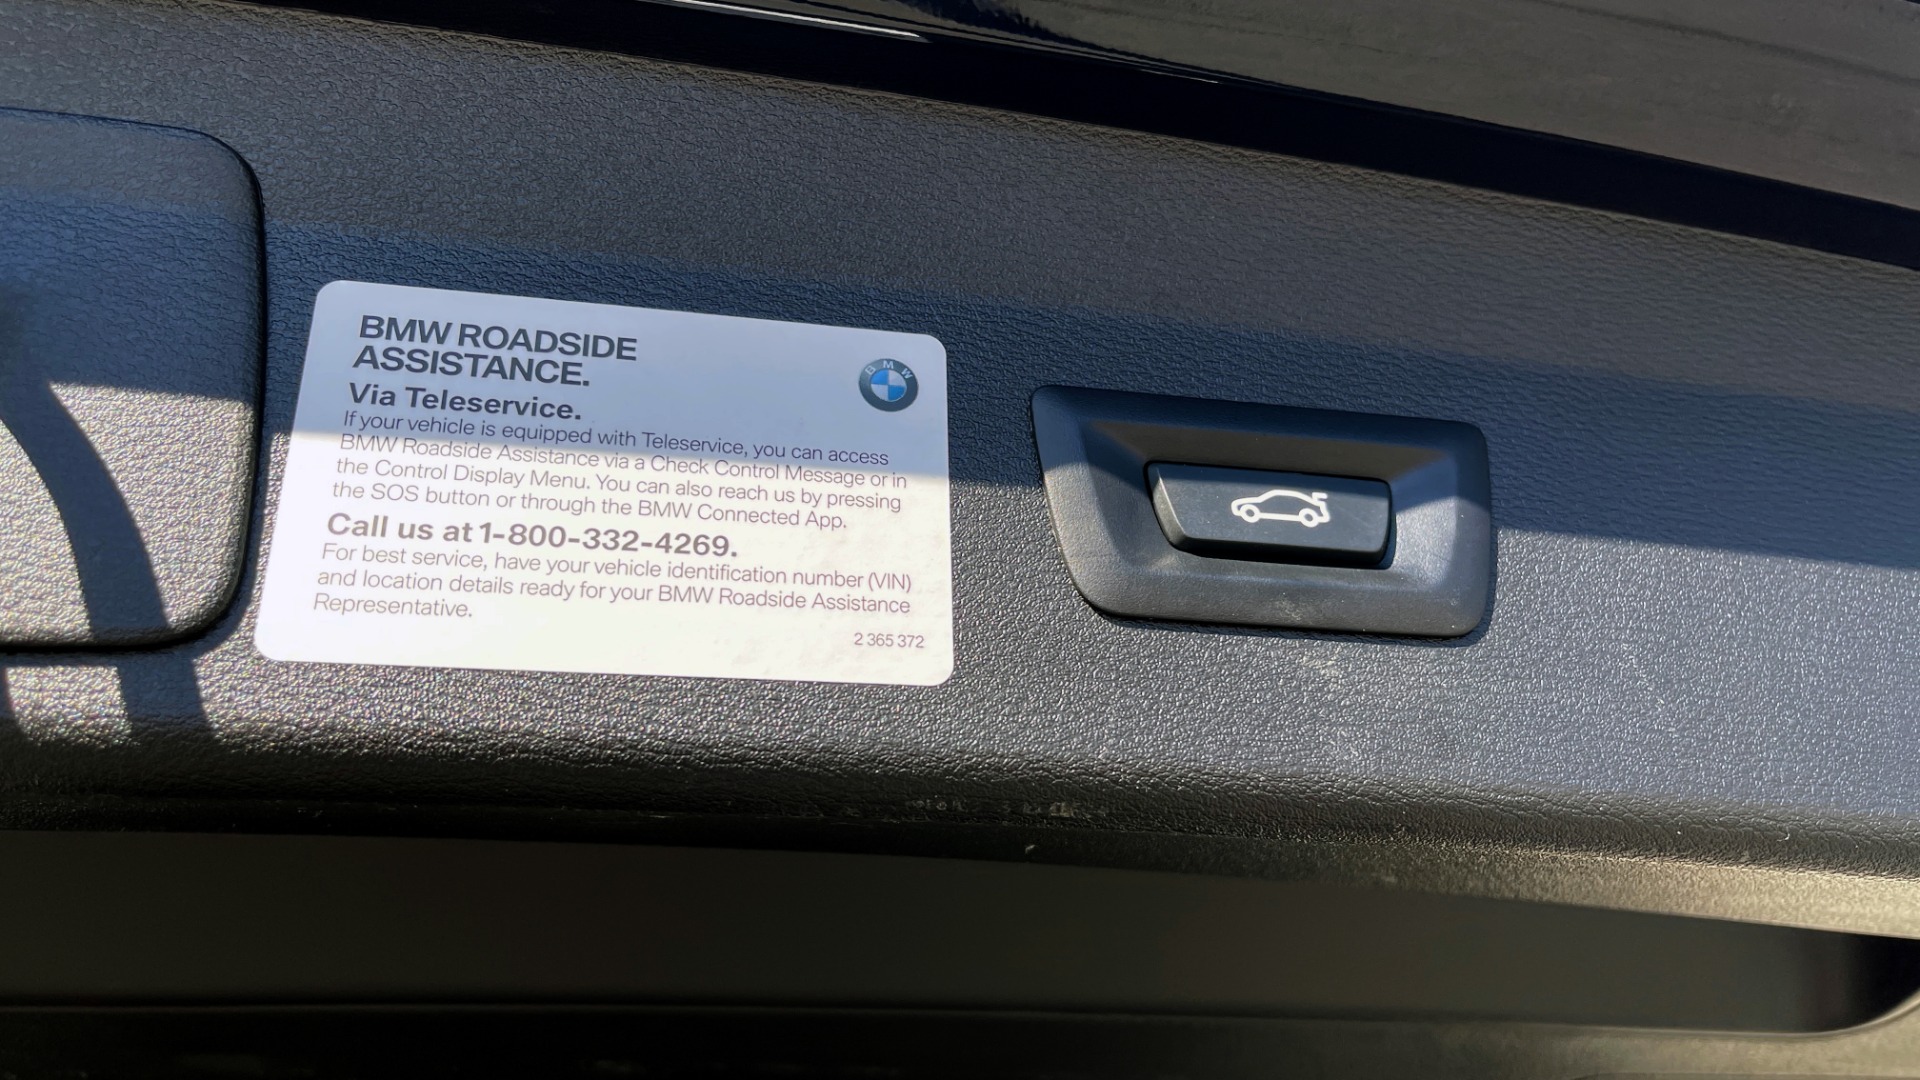 BMW ROADSIDE
ASSISTANCE.
Via Teleservice.
If your vehicle is equipped with Teleservice, you can access
BMW Roadside Assistance via a Check Control Message or in
the Control Display Menu. You can also reach us by pressing
the SOS button or through the BMW Connected App.
Call us at 1-800-332-4269.
For best service, have your vehicle identification number (VIN)
and location details ready for your BMW Roadside Assistance
Representative.
2 365 372
BMW